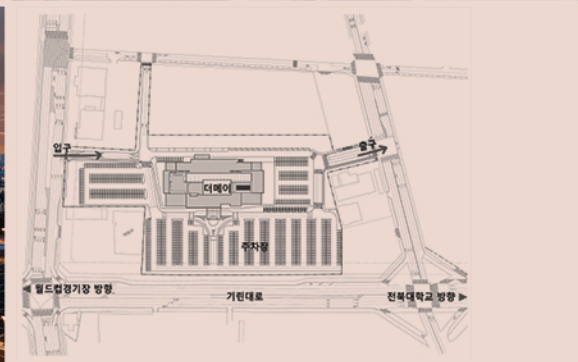 입구
출구
더메이
주차장
월드컵경기장 방향
기린대로
전북대학교 방향